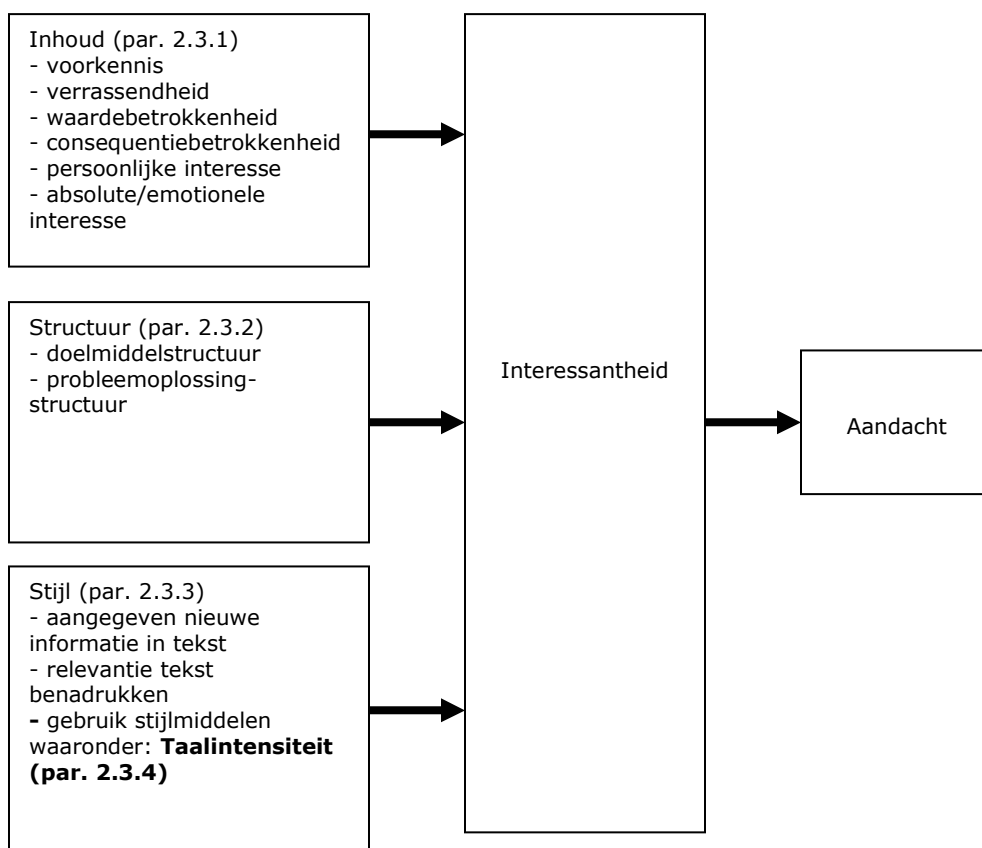 Inhoud (par. 2.3.1)
- voorkennis
- verrassendheid
- waardebetrokkenheid
- consequentiebetrokkenheid
- persoonlijke interesse
- absolute/emotionele
interesse
Structuur (par. 2.3.2)
- doelmiddelstructuur
- probleemoplossing-
structuur
Stijl (par. 2.3.3)
- aangegeven nieuwe
informatie in tekst
- relevantie tekst
benadrukken
- gebruik stijlmiddelen
waaronder: Taalintensiteit
(par. 2.3.4)
Interessantheid
Aandacht